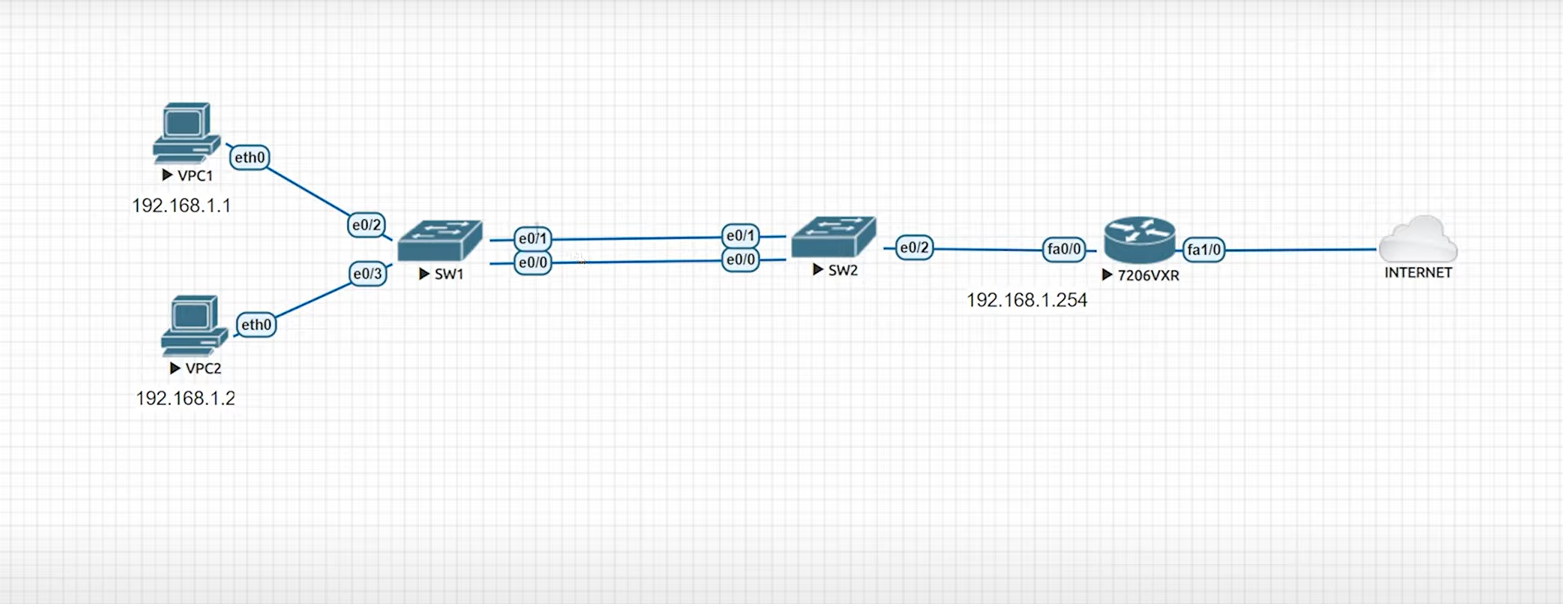 eth0
VPC1
192.168.1.1
e0/2
e0/3
eth0
VPC2
192.168.1.2
SW1
e0/1
e0/0
e0/1
e0/0
SW2
e0/2
fa0/0
192.168.1.254
7206VXR
fa1/0
INTERNET